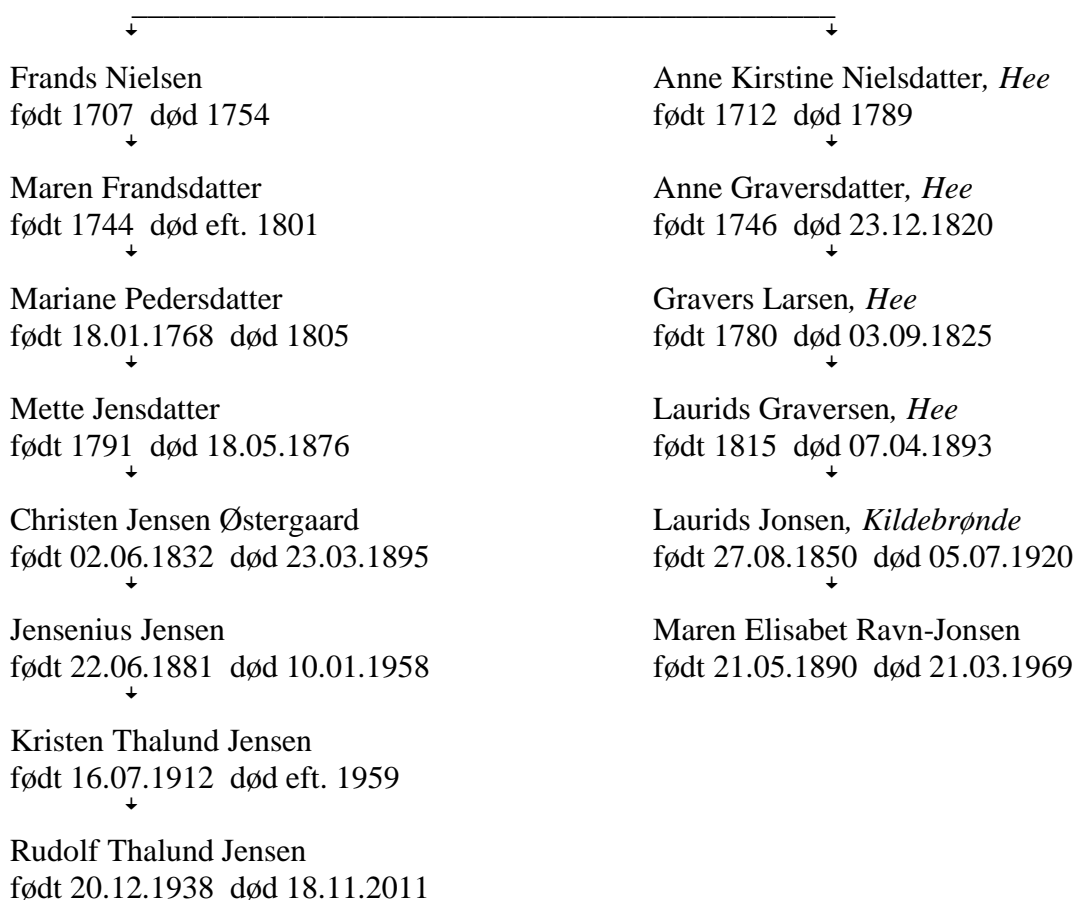 Frands Nielsen
født 1707  død 1754
Maren Frandsdatter
født 1744  død eft. 1801
Mariane Pedersdatter
født 18.01.1768  død 1805
Mette Jensdatter
født 1791  død 18.05.1876
Christen Jensen Østergaard
født 02.06.1832  død 23.03.1895
Jensenius Jensen
født 22.06.1881  død 10.01.1958
Kristen Thalund Jensen
født 16.07.1912  død eft. 1959
Rudolf Thalund Jensen
født 20.12.1938  død 18.11.2011
Anne Kirstine Nielsdatter, Hee
født 1712  død 1789
Anne Graversdatter, Hee
født 1746  død 23.12.1820
Gravers Larsen, Hee
født 1780  død 03.09.1825
Laurids Graversen, Hee
født 1815  død 07.04.1893
Laurids Jonsen, Kildebrønde
født 27.08.1850  død 05.07.1920
Maren Elisabet Ravn-Jonsen
født 21.05.1890  død 21.03.1969